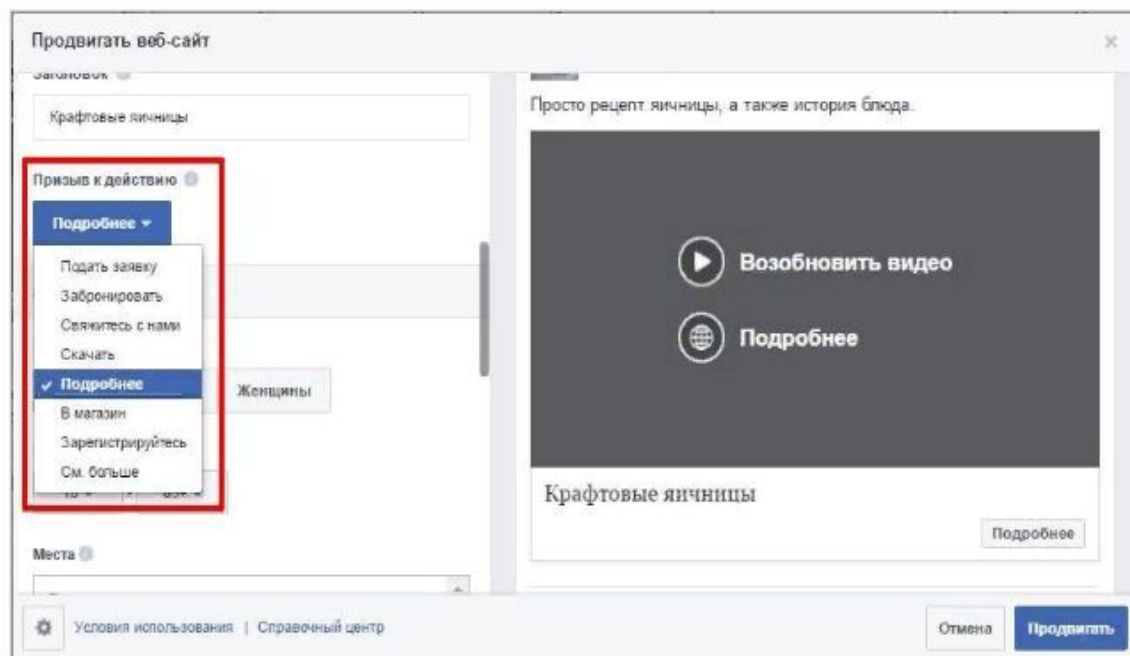 Продвигать веб-сайт
Заголовок
Крафтовые яичницы
Призыв к действию
Подробнее
Подать заявку
Забронировать
Свяжитесь с нами
Скачать
Подробнее
В магазин
Зарегистрируйтесь
См. больше
Женщины
Места
Просто рецепт яичницы, а также история блюда.
Возобновить видео
Подробнее
Крафтовые яичницы
Подробнее
Условия использования | Справочный центр
Отмена
Продвигать